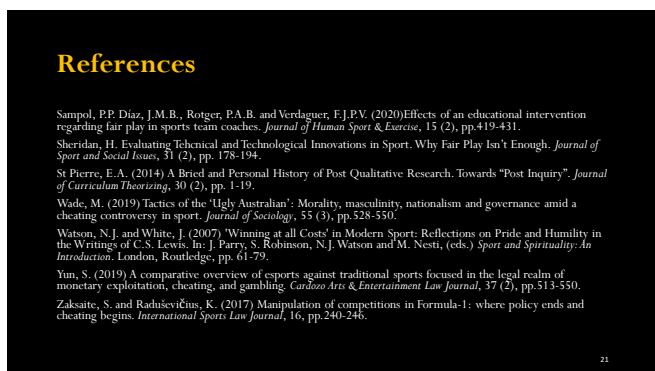 References
Sampol, P.P. Díaz, J.M.B., Rotger, P.A.B. and Verdaguer, F.J.P.V. (2020)Effects of an educational intervention
regarding fair play in sports team coaches. Journal of Human Sport & Exercise, 15 (2), pp.419-431.
Sheridan, H. Evaluating Tehcnical and Technological Innovations in Sport. Why Fair Play Isn't Enough. Journal of
Sport and Social Issues, 31 (2), pp. 178-194.
St Pierre, E.A. (2014) A Bried and Personal History of Post Qualitative Research. Towards “Post Inquiry”. Journal
of Curriculum Theorizing, 30 (2), pp. 1-19.
Wade, M. (2019) Tactics of the ‘Ugly Australian’: Morality, masculinity, nationalism and governance amid a
cheating controversy in sport. Journal of Sociology, 55 (3), pp.528-550.
Watson, N.J. and White, J. (2007) 'Winning at all Costs' in Modern Sport: Reflections on Pride and Humility in
the Writings of C.S. Lewis. In: J. Parry, S. Robinson, N.J. Watson and M. Nesti, (eds.) Sport and Spirituality: An
Introduction. London, Routledge, pp. 61-79.
Yun, S. (2019) A comparative overview of esports against traditional sports focused in the legal realm of
monetary exploitation, cheating, and gambling. Cardozo Arts & Entertainment Law Journal, 37 (2), pp.513-550.
Zaksaite, S. and Raduševičius, K. (2017) Manipulation of competitions in Formula-1: where policy ends and
cheating begins. International Sports Law Journal, 16, pp.240-246.
21